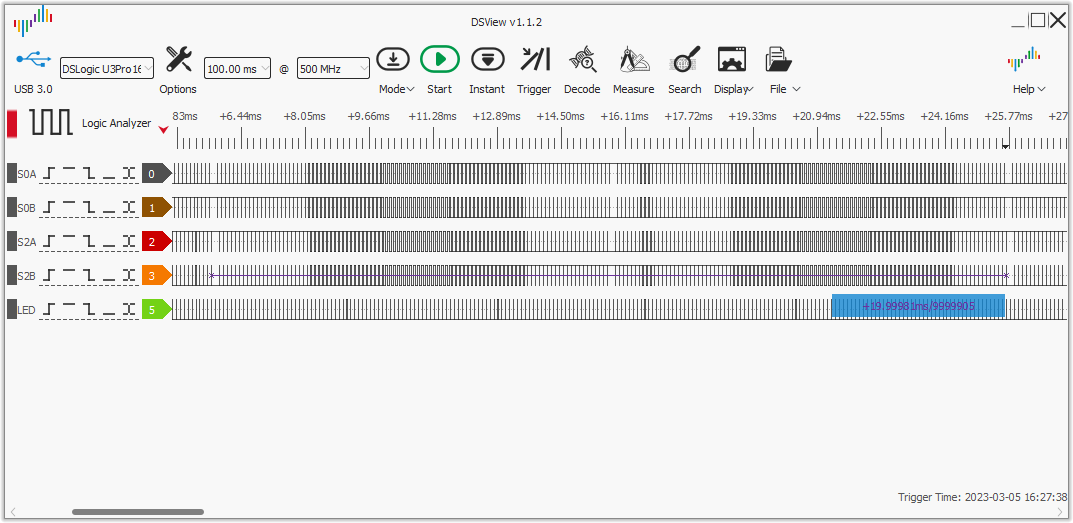 DSView v1.1.2
USB 3.0
DSLogic U3Pro16
Options
100.00 ms
@
500 MHz
Mode
Start
Instant
Trigger
Decode
Measure
Search
Display
File
Help
Logic Analyzer
83ms +6.44ms +8.05ms +9.66ms +11.28ms +12.89ms +14.50ms +16.11ms +17.72ms +19.33ms +20.94ms +22.55ms +24.16ms +25.77ms +27
S0A 0
S0B 1
S2A 2
S2B 3
LED 5
+19.99981ms/9999905
Trigger Time: 2023-03-05 16:27:38